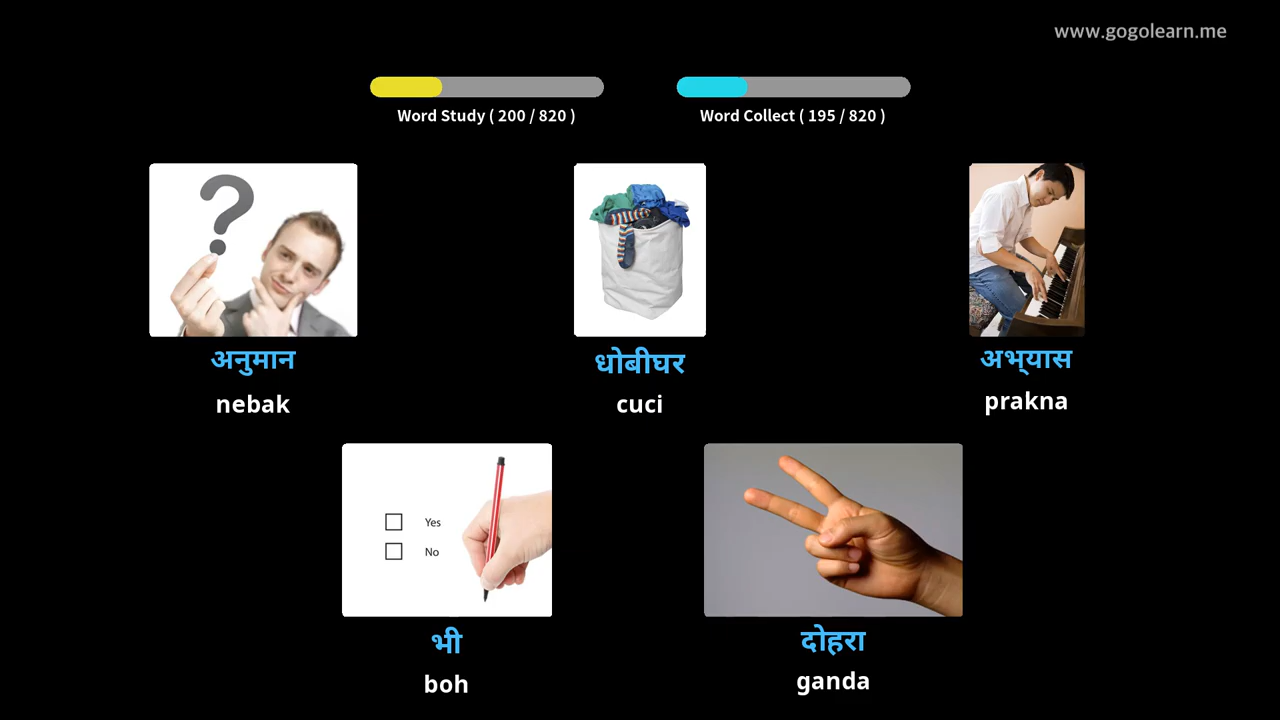 www.gogolearn.me
Word Study ( 200 / 820 )
Word Collect ( 195 / 820 )
अनुमान
nebak
धोबीघर
cuci
अभ्यास
prakna
Yes
No
भी
boh
दोहरा
ganda